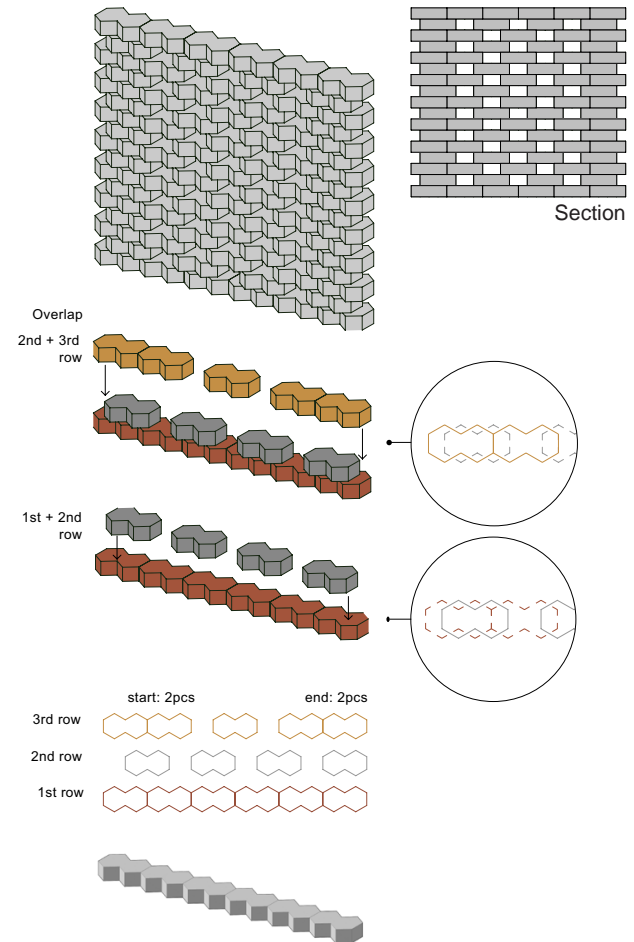 Section
Overlap
2nd + 3rd
row
1st + 2nd
row
start: 2pcs
end: 2pcs
3rd row
2nd row
1st row